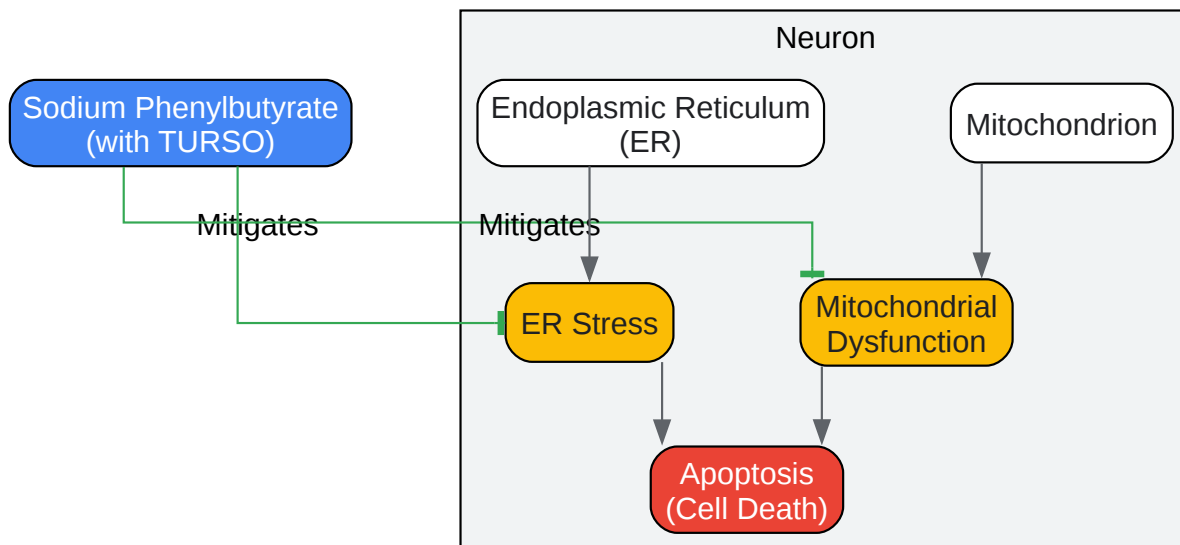 Neuron
Sodium Phenylbutyrate
(with TURSO)
Endoplasmic Reticulum
(ER)
Mitochondrion
Mitigates
Mitigates
ER Stress
Mitochondrial
Dysfunction
Apoptosis
(Cell Death)